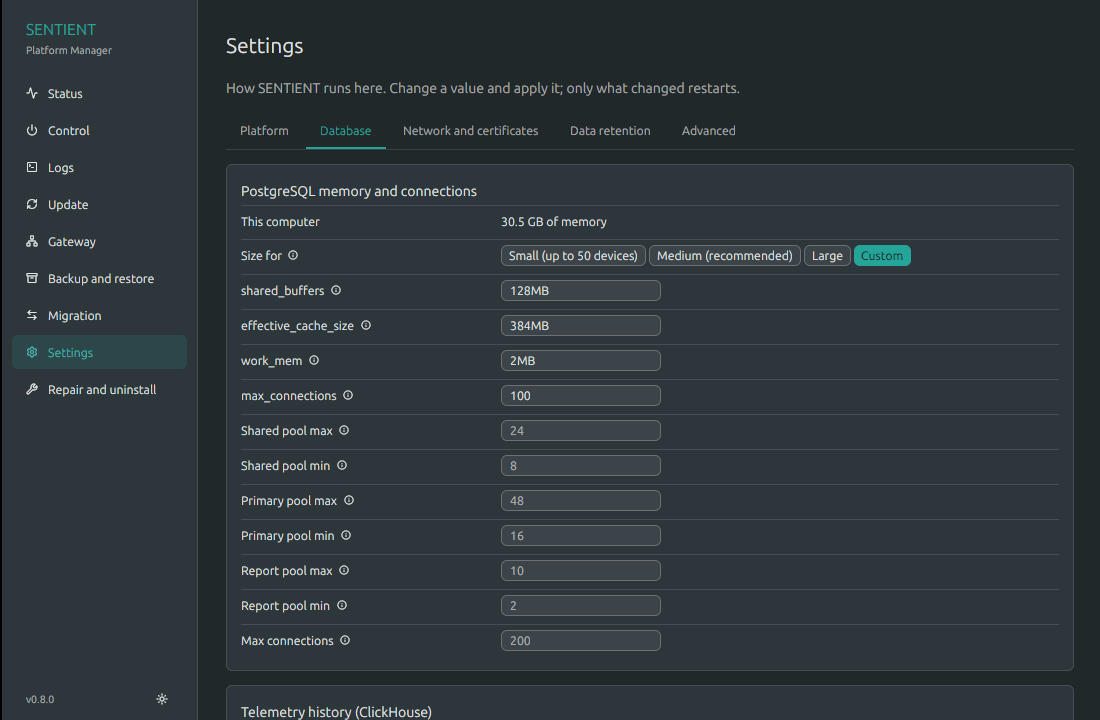 SENTIENT
Platform Manager
Status
Control
Logs
Update
Gateway
Backup and restore
Migration
Settings
Repair and uninstall
v0.8.0
Settings
How SENTIENT runs here. Change a value and apply it; only what changed restarts.
Platform Database Network and certificates Data retention Advanced
PostgreSQL memory and connections
This computer 30.5 GB of memory
Size for Small (up to 50 devices) Medium (recommended) Large Custom
shared_buffers 128MB
effective_cache_size 384MB
work_mem 2MB
max_connections 100
Shared pool max 24
Shared pool min 8
Primary pool max 48
Primary pool min 16
Report pool max 10
Report pool min 2
Max connections 200
Telemetry history (ClickHouse)